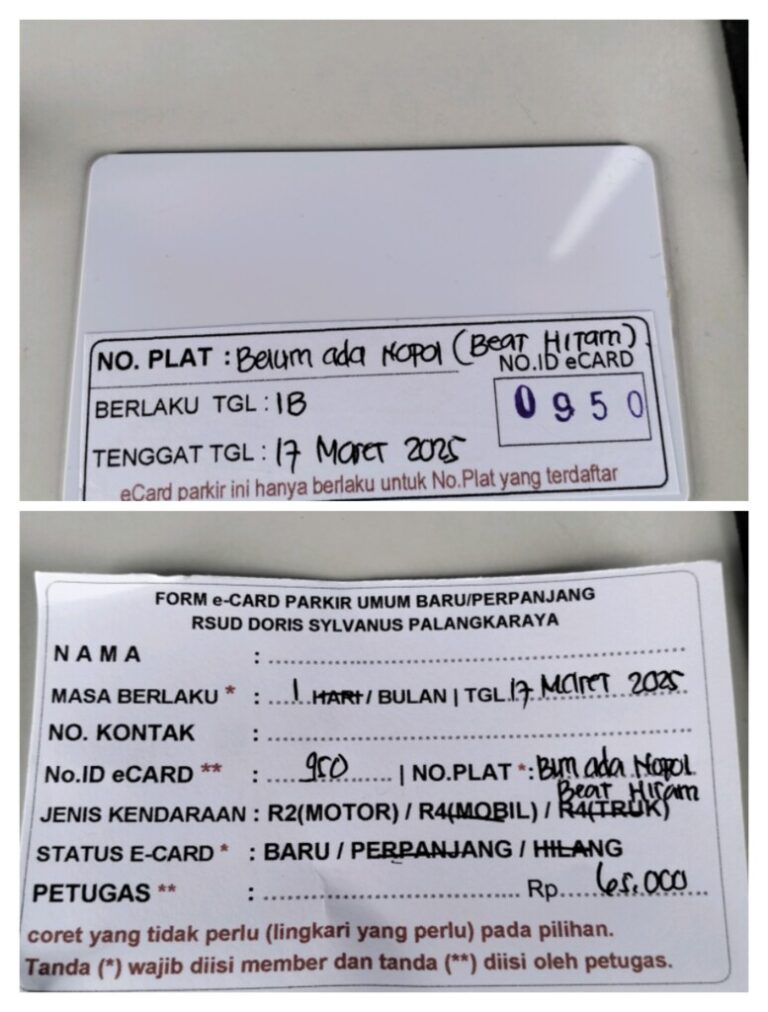 NO. PLAT : Belum ada Nopol (Beat Hitam)
NO.ID eCARD
BERLAKU TGL : 18
0950
TENGGAT TGL : 17 Maret 2025
eCard parkir ini hanya berlaku untuk No.Plat yang terdaftar
FORM e-CARD PARKIR UMUM BARU/PERPANJANG
RSUD DORIS SYLVANUS PALANGKARAYA
NAMA :
MASA BERLAKU * : 1 HARI / BULAN | TGL. 17 Maret 2025
NO. KONTAK :
No.ID eCARD ** : 950 | NO.PLAT *: Blm ada Nopol
Beat Hitam
JENIS KENDARAAN : R2(MOTOR) / R4(MOBIL) / R4(TRUK)
STATUS E-CARD * : BARU / PERPANJANG / HILANG
PETUGAS ** : Rp. 65.000
coret yang tidak perlu (lingkari yang perlu) pada pilihan.
Tanda (*) wajib diisi member dan tanda (**) diisi oleh petugas.